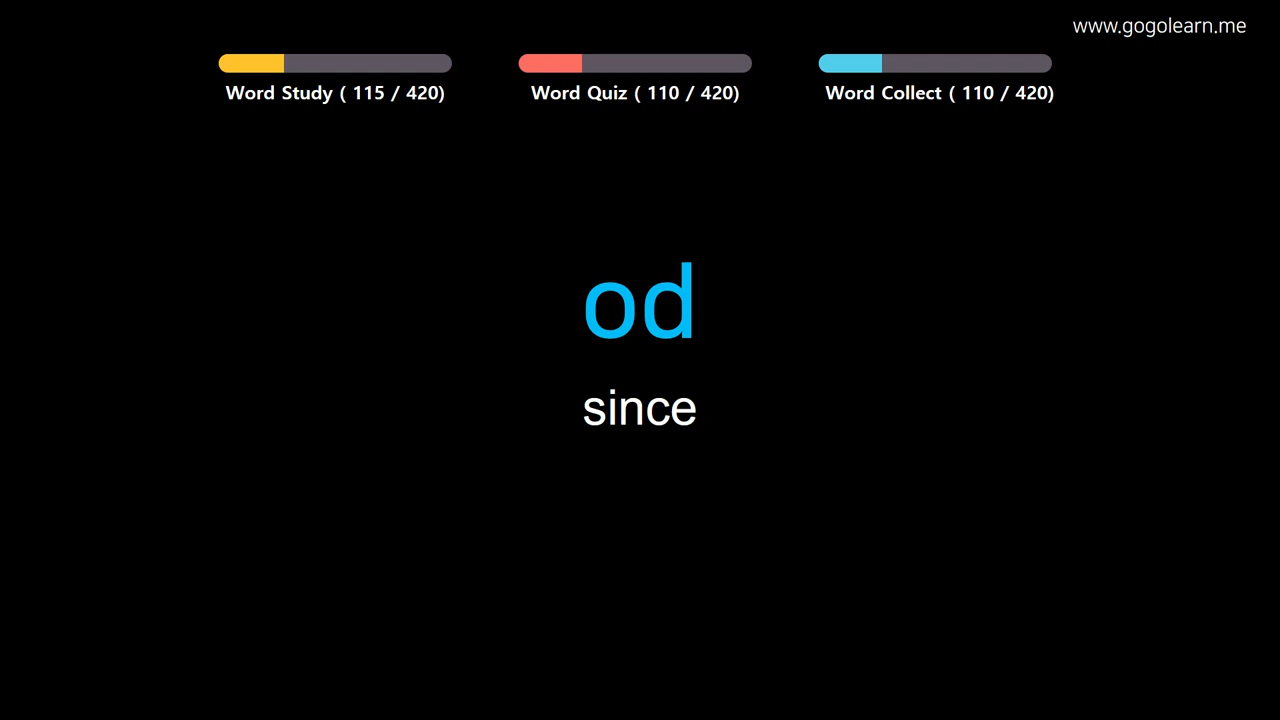 www.gogolearn.me
Word Study ( 115 / 420)
Word Quiz ( 110 / 420)
Word Collect ( 110 / 420)
od
since